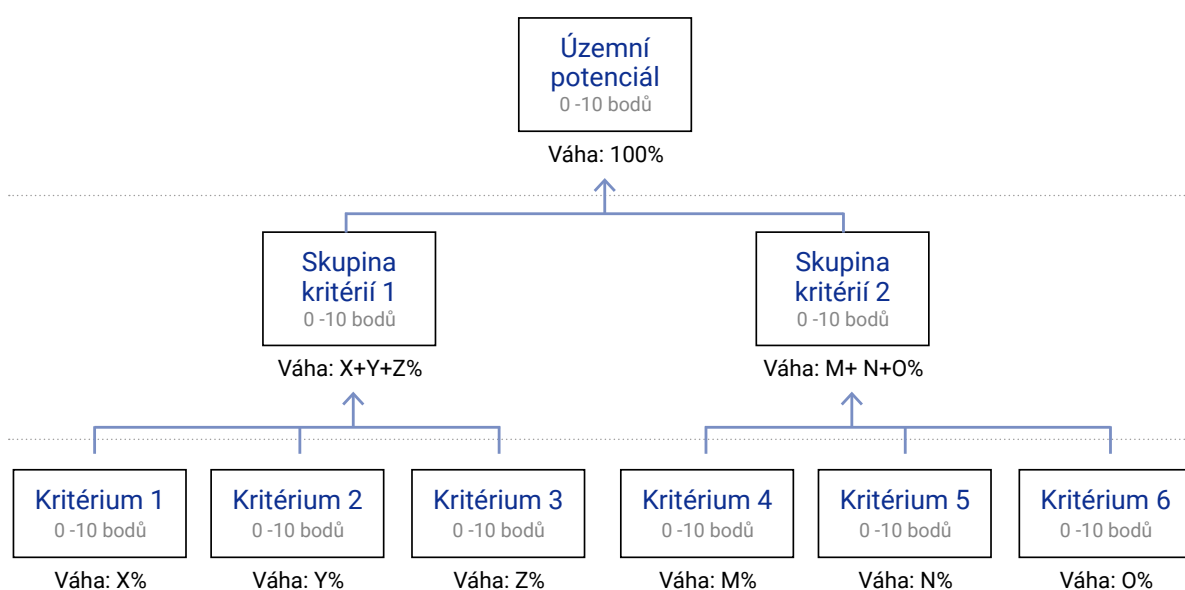 Územní
potenciál
0 -10 bodů
Váha: 100%
Skupina
kritérií 1
0 -10 bodů
Váha: X+Y+Z%
Skupina
kritérií 2
0 -10 bodů
Váha: M+ N+O%
Kritérium 1
0 -10 bodů
Váha: X%
Kritérium 2
0 -10 bodů
Váha: Y%
Kritérium 3
0 -10 bodů
Váha: Z%
Kritérium 4
0 -10 bodů
Váha: M%
Kritérium 5
0 -10 bodů
Váha: N%
Kritérium 6
0 -10 bodů
Váha: O%